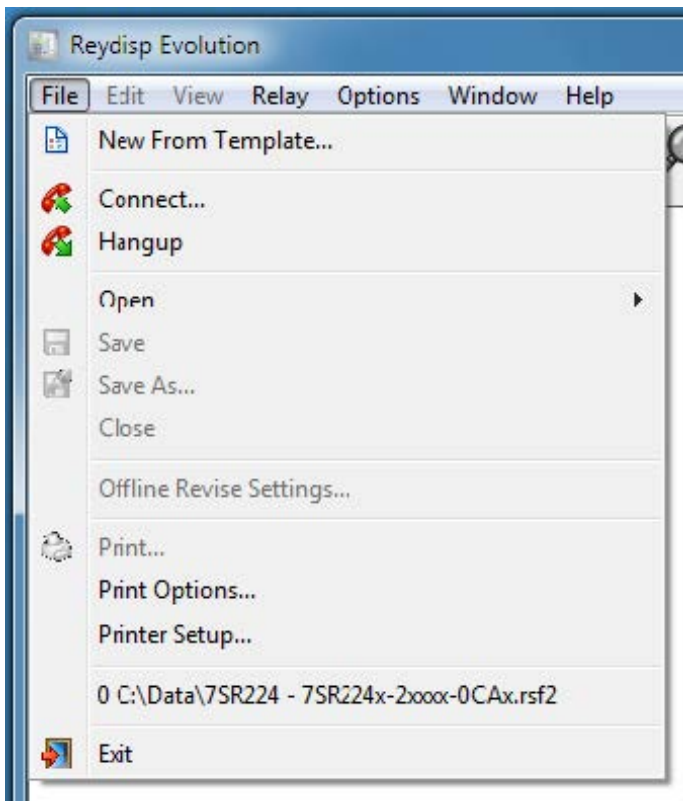 Reydisp Evolution
File Edit View Relay Options Window Help
New From Template...
Connect...
Hangup
Open
Save
Save As...
Close
Offline Revise Settings...
Print...
Print Options...
Printer Setup...
0 C:\Data\7SR224 - 7SR224x-2xxxx-0CAx.rsf2
Exit